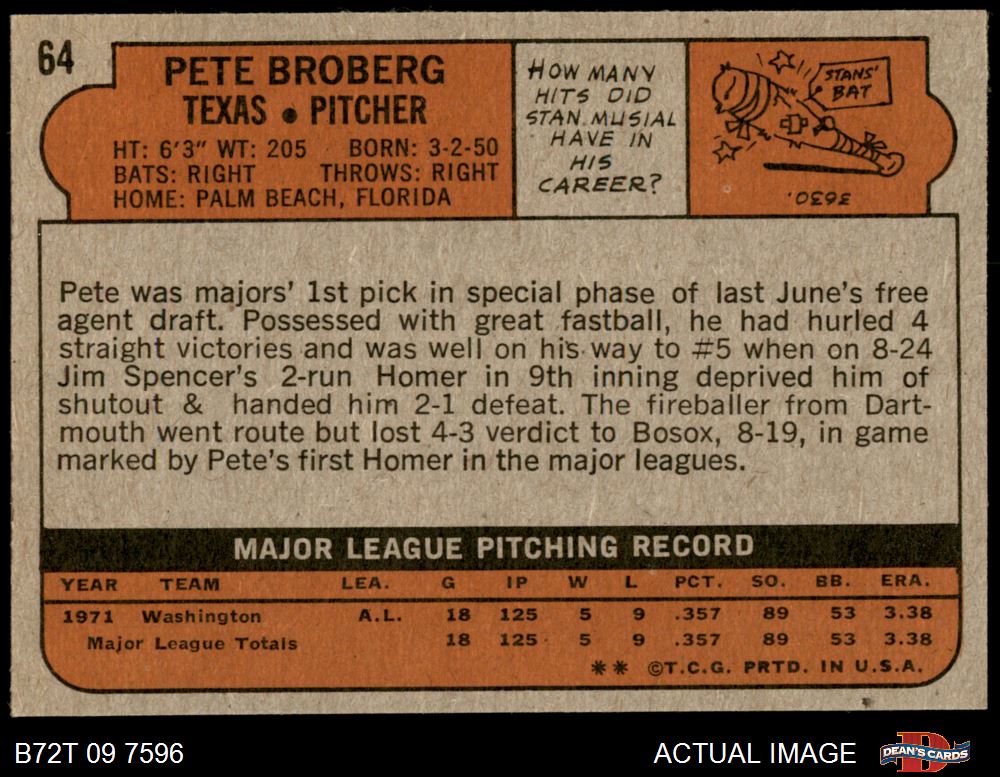 64
PETE BROBERG
TEXAS • PITCHER
HT: 6'3" WT: 205 BORN: 3-2-50
BATS: RIGHT THROWS: RIGHT
HOME: PALM BEACH, FLORIDA
HOW MANY
HITS DID
STAN MUSIAL
HAVE IN
HIS
CAREER?
STANS'
BAT
3630.
Pete was majors' 1st pick in special phase of last June's free
agent draft. Possessed with great fastball, he had hurled 4
straight victories and was well on his way to #5 when on 8-24
Jim Spencer's 2-run Homer in 9th inning deprived him of
shutout & handed him 2-1 defeat. The fireballer from Dart-
mouth went route but lost 4-3 verdict to Bosox, 8-19, in game
marked by Pete's first Homer in the major leagues.
MAJOR LEAGUE PITCHING RECORD
YEAR TEAM LEA. G IP W L PCT. SO. BB. ERA.
1971 Washington A.L. 18 125 5 9 .357 89 53 3.38
Major League Totals 18 125 5 9 .357 89 53 3.38
** ©T.C.G. PRTD. IN U.S.A.
B72T 09 7596 ACTUAL IMAGE DEAN'S CARDS